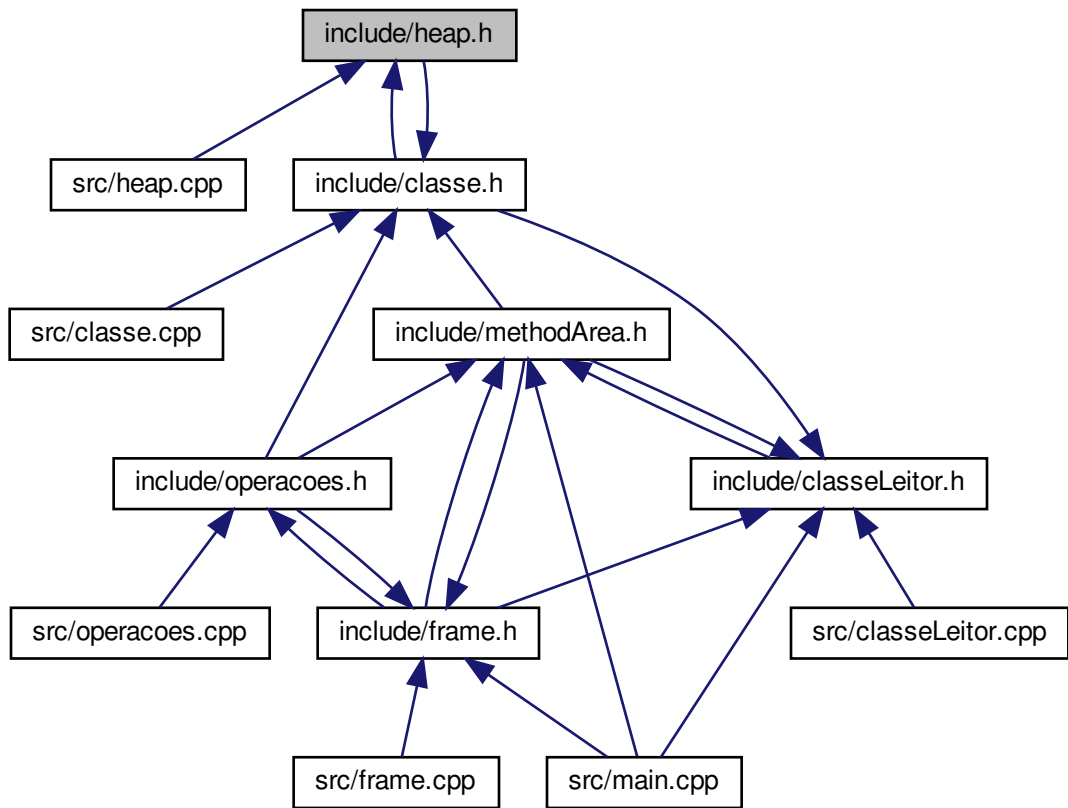 include/heap.h
src/heap.cpp
include/classe.h
src/classe.cpp
include/methodArea.h
include/operacoes.h
include/classeLeitor.h
src/operacoes.cpp
include/frame.h
src/classeLeitor.cpp
src/frame.cpp
src/main.cpp